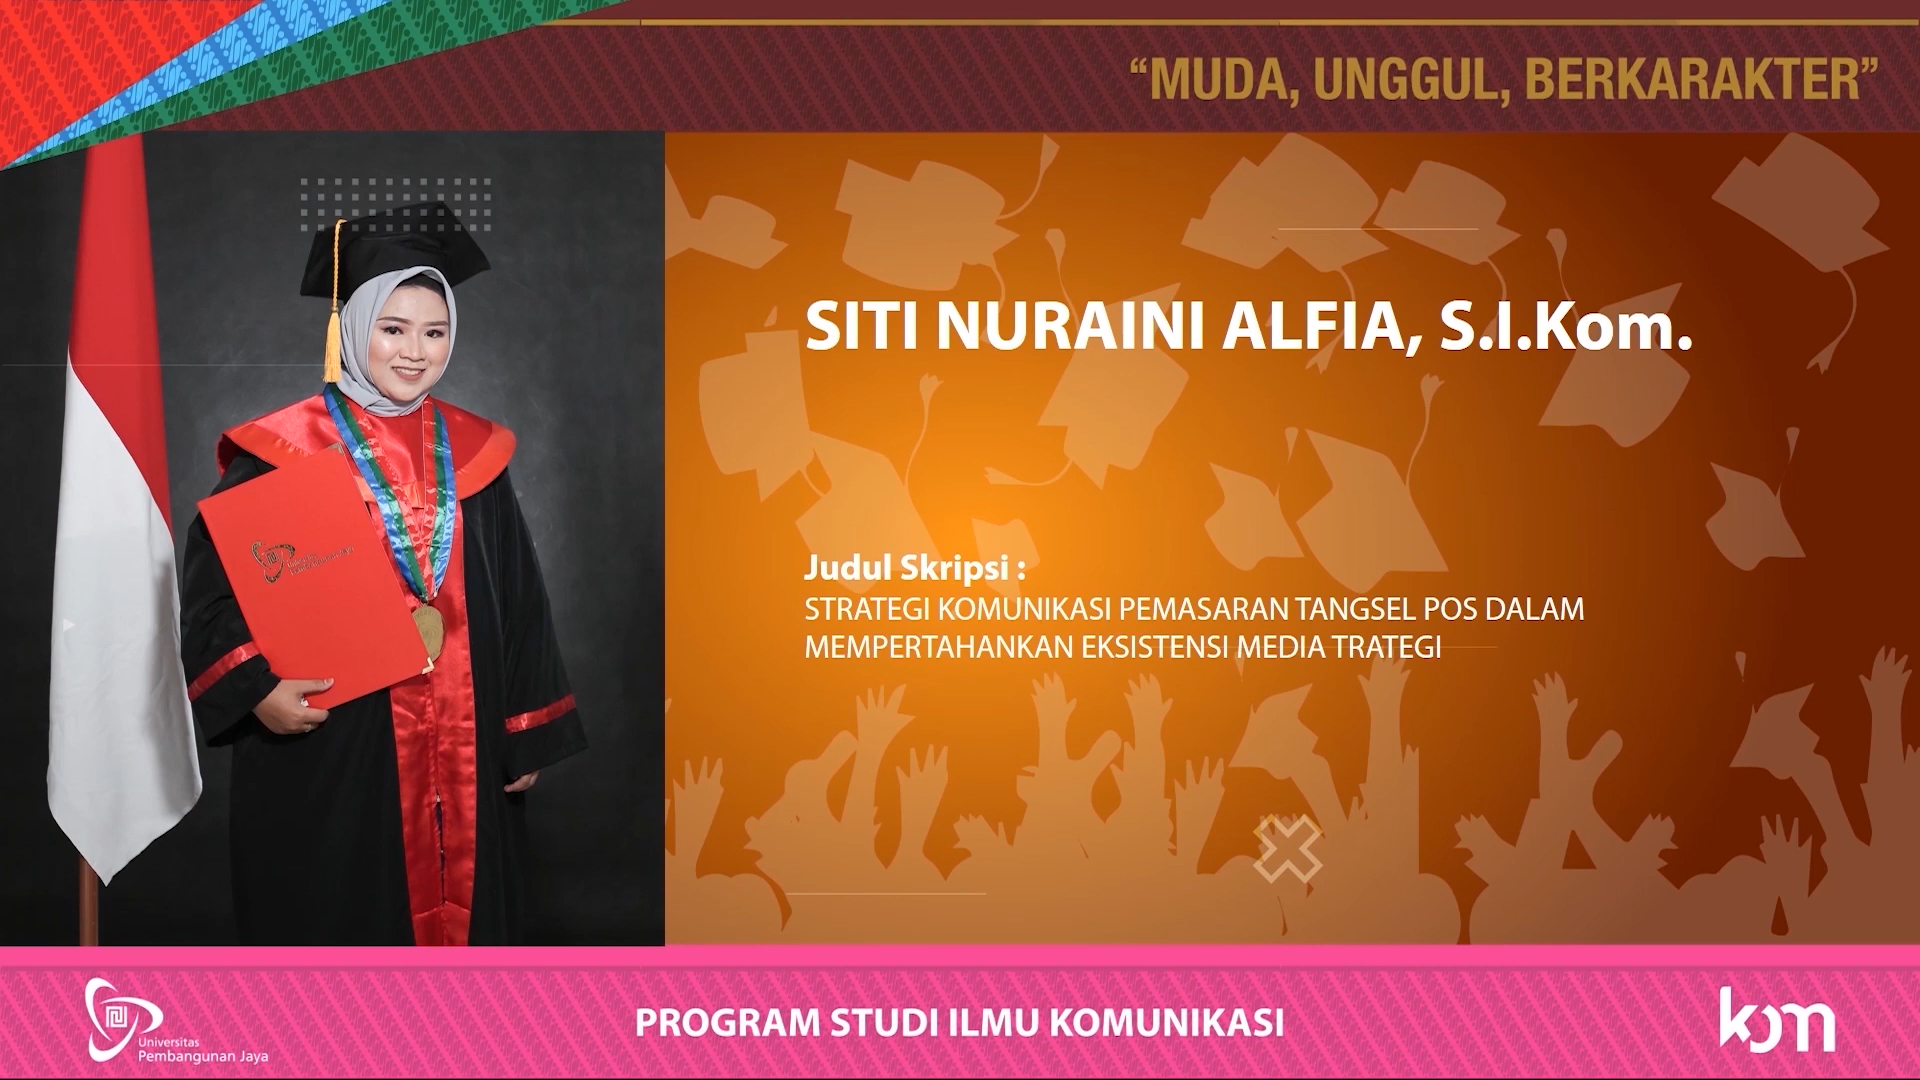 “MUDA, UNGGUL, BERKARAKTER”
SITI NURAINI ALFIA, S.I.Kom.
Judul Skripsi :
STRATEGI KOMUNIKASI PEMASARAN TANGSEL POS DALAM
MEMPERTAHANKAN EKSISTENSI MEDIA TRATEGI
Universitas
Pembangunan Jaya
PROGRAM STUDI ILMU KOMUNIKASI
kom